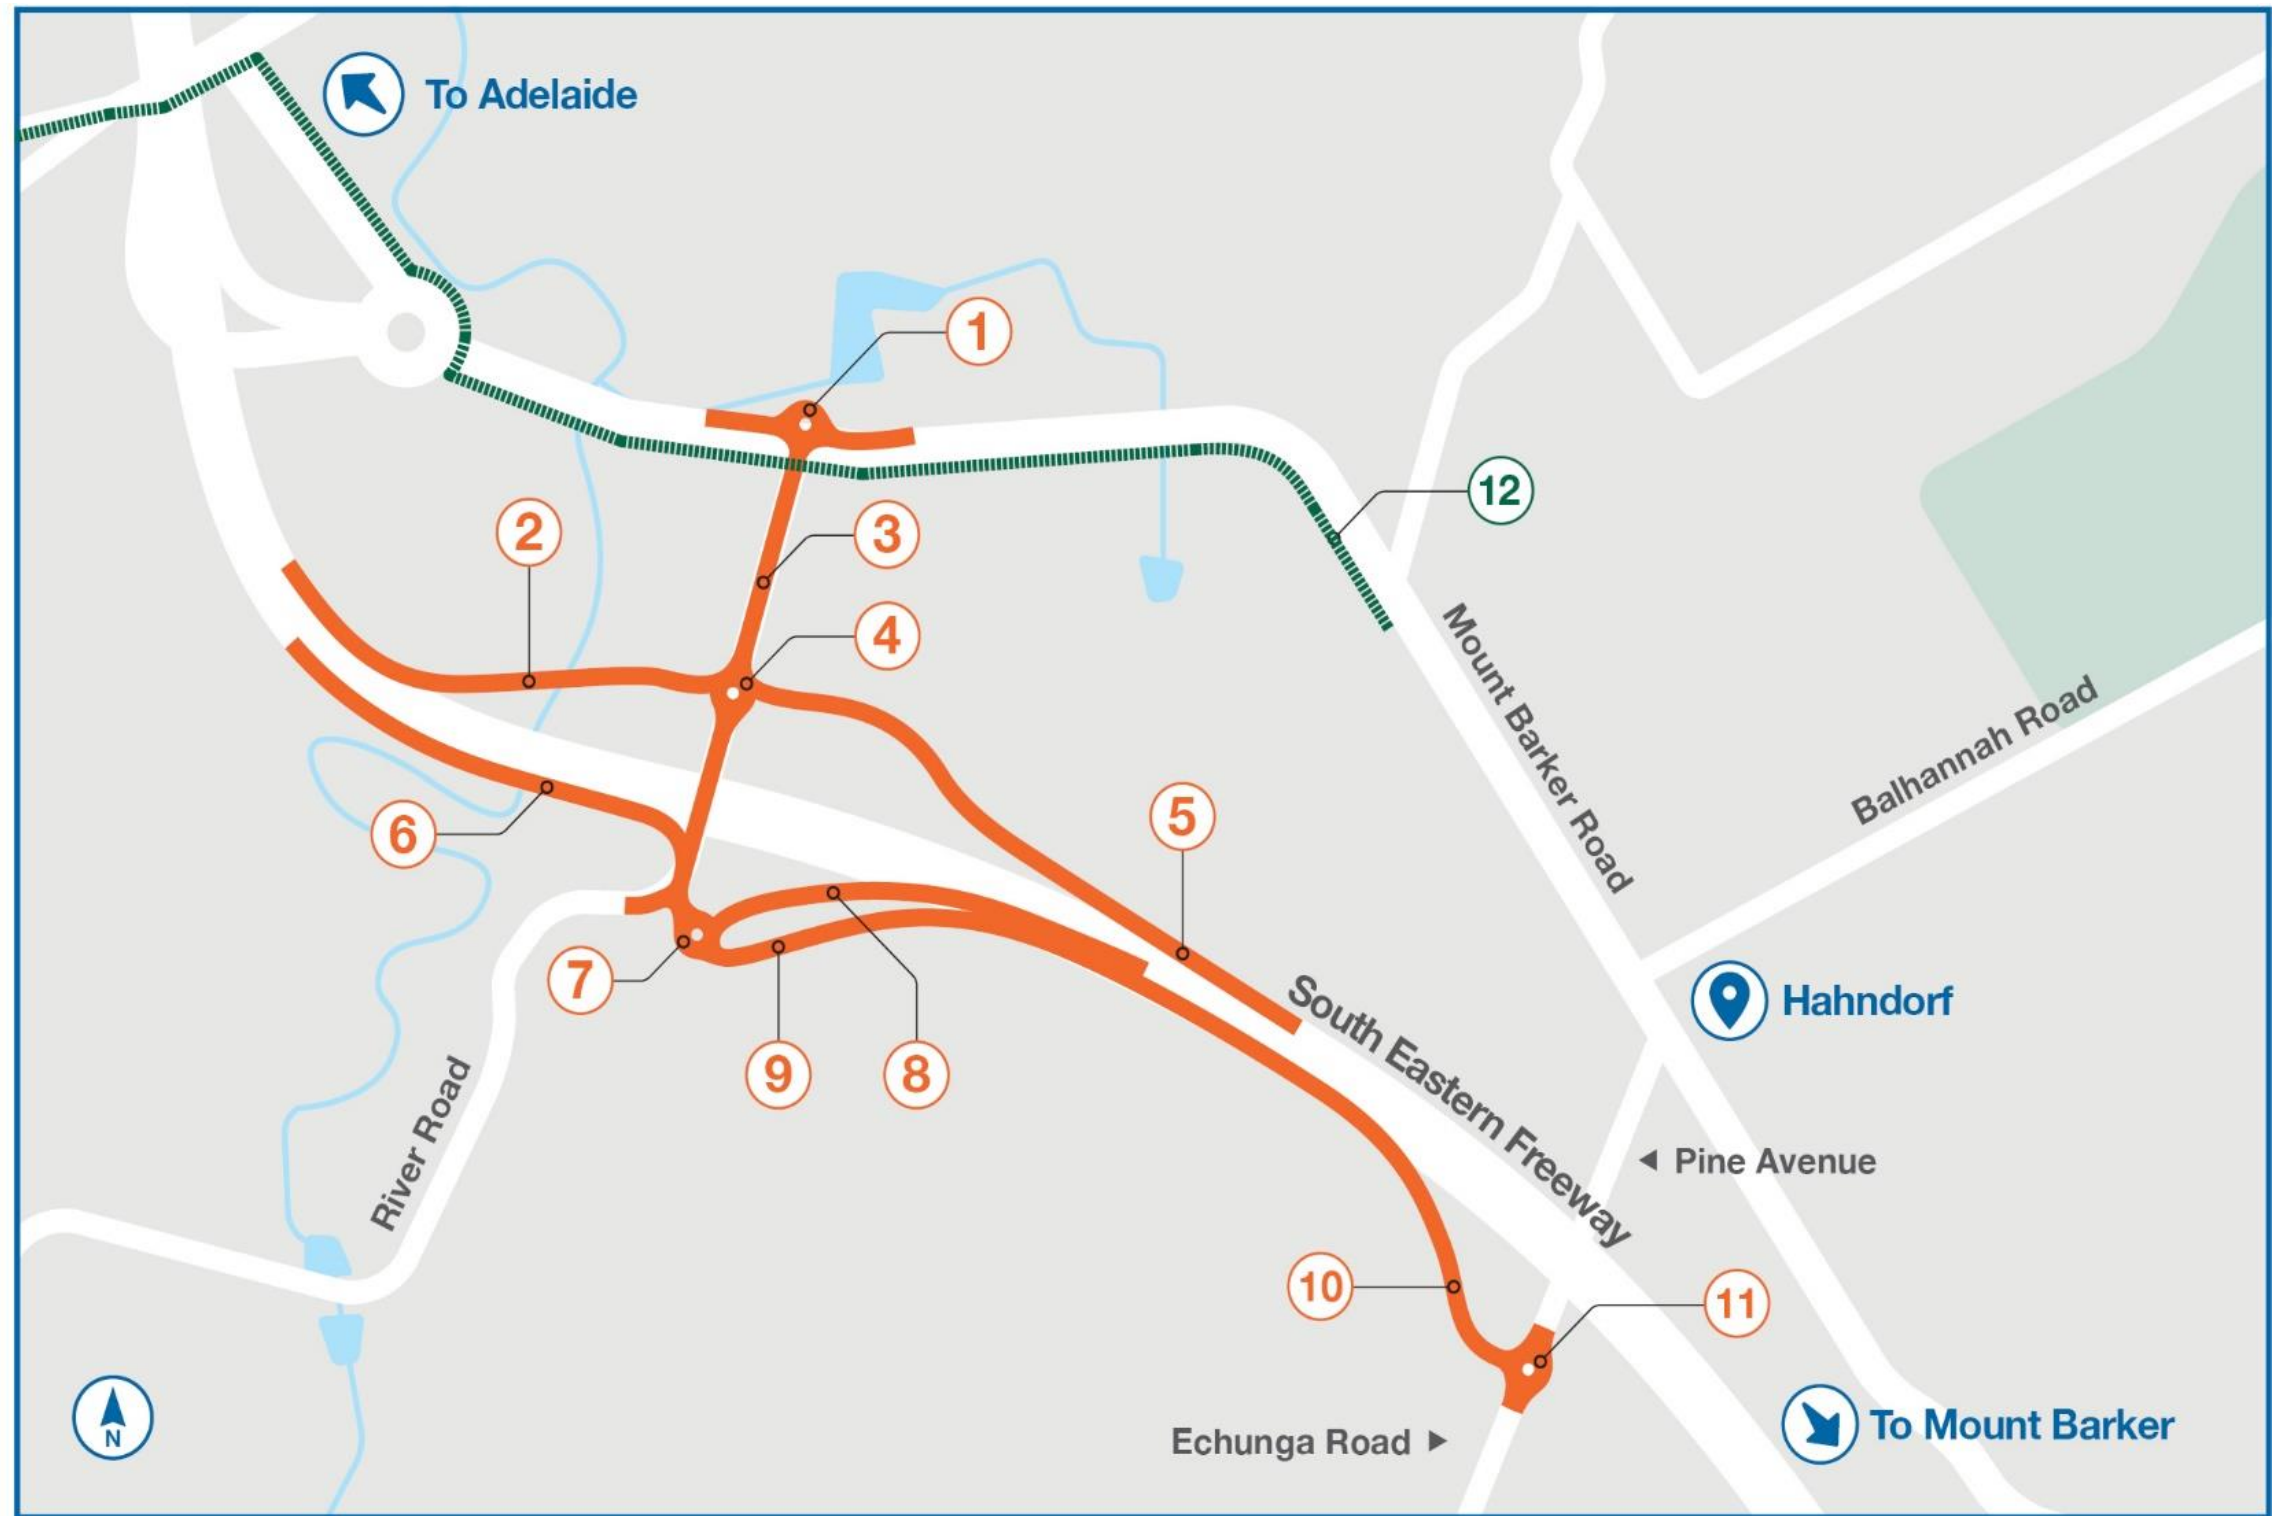 To Adelaide
1
12
2
3
4
Mount Barker Road
Balhannah Road
5
6
7
South Eastern Freeway
Hahndorf
9
8
River Road
Pine Avenue
10
11
N
Echunga Road
To Mount Barker